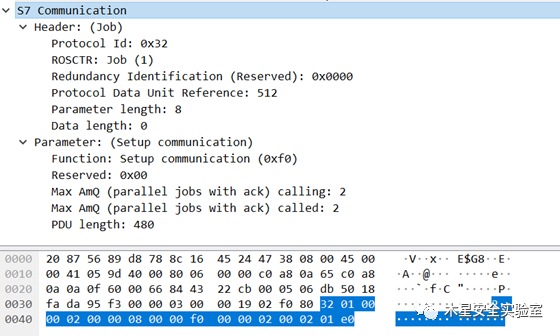 S7 Communication
Header: (Job)
Protocol Id: 0x32
ROSCTR: Job (1)
Redundancy Identification (Reserved): 0x0000
Protocol Data Unit Reference: 512
Parameter length: 8
Data length: 0
Parameter: (Setup communication)
Function: Setup communication (0xf0)
Reserved: 0x00
Max AmQ (parallel jobs with ack) calling: 2
Max AmQ (parallel jobs with ack) called: 2
PDU length: 480
0000 20 87 56 89 d8 78 8c 16 45 24 47 38 08 00 45 00 ·V··x·· E$G8··E·
0010 00 41 05 9d 40 00 80 06 00 00 c0 a8 0a 65 c0 a8 ·A··@··· ·····e··
0020 0a 0a 0f 60 00 66 84 43 22 cb 00 05 06 db 50 18 ···`·f·C "·····P·
0030 fa da 95 f3 00 00 03 00 00 19 02 f0 80 32 01 00
0040 00 02 00 00 08 00 00 f0 00 00 02 00 02 01 e0
木星安全实验室